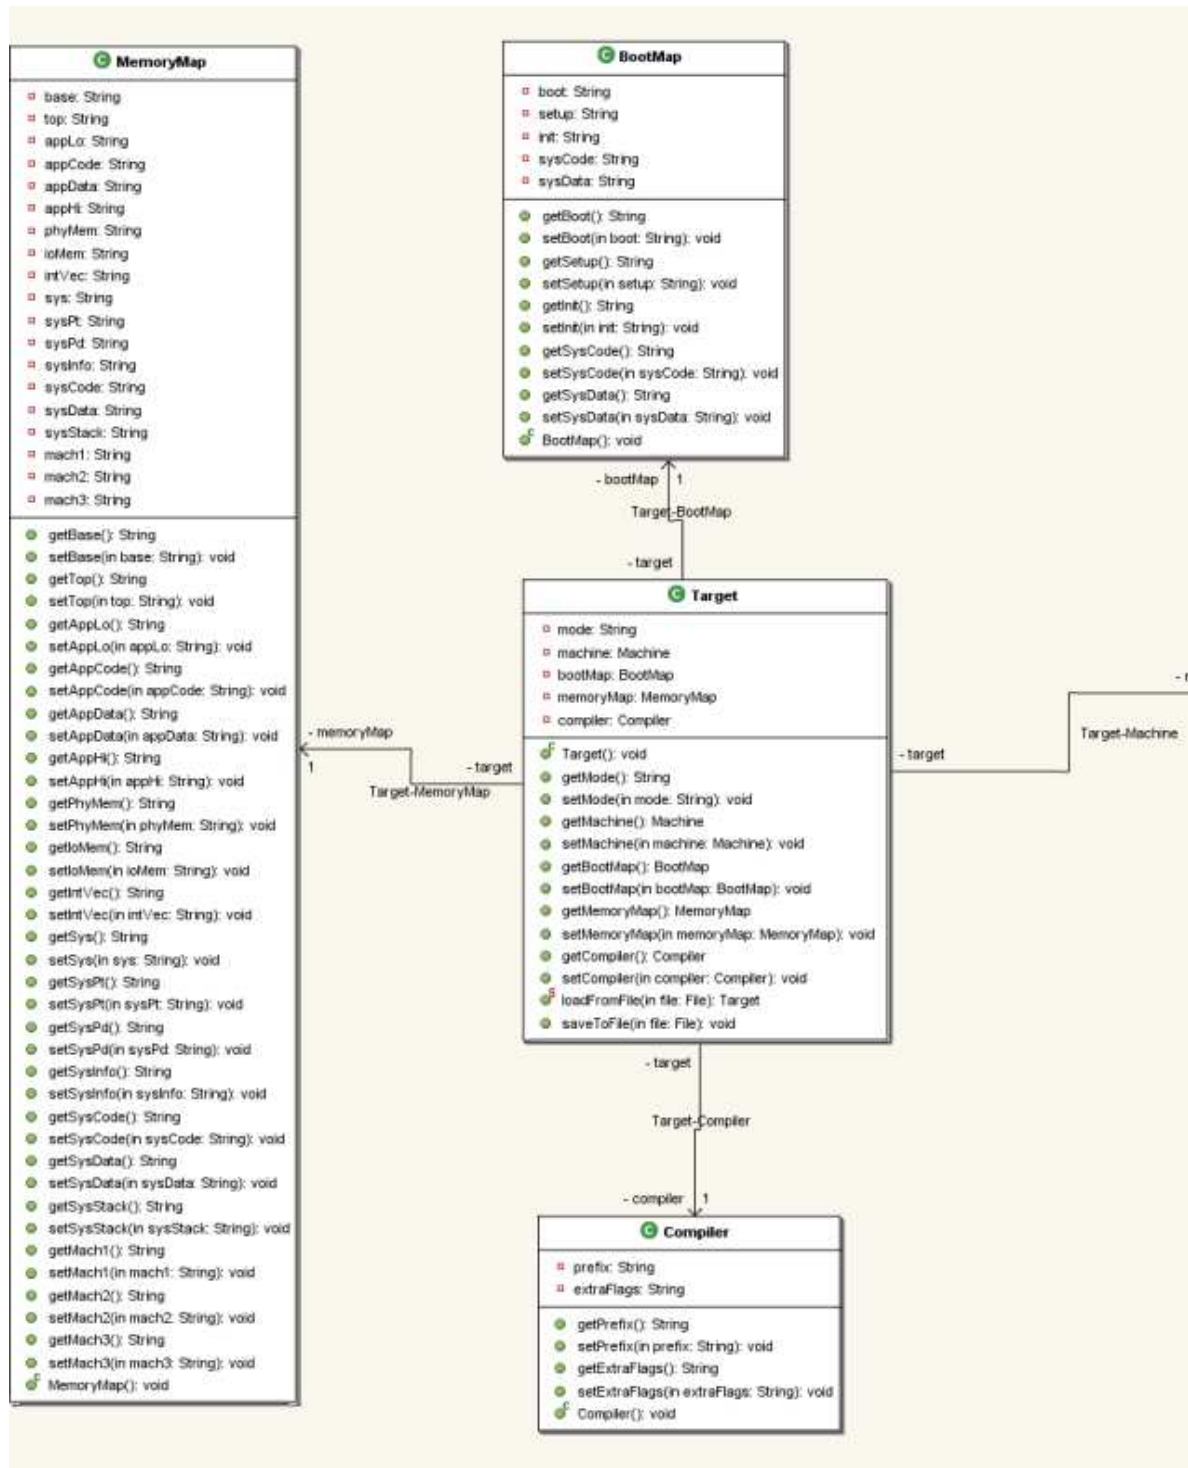 MemoryMap
base: String
top: String
appLo: String
appCode: String
appData: String
appHi: String
phyMem: String
ioMem: String
intVec: String
sys: String
sysPt: String
sysPd: String
sysInfo: String
sysCode: String
sysData: String
sysStack: String
mach1: String
mach2: String
mach3: String
getBase(): String
setBase(in base: String): void
getTop(): String
setTop(in top: String): void
getAppLo(): String
setAppLo(in appLo: String): void
getAppCode(): String
setAppCode(in appCode: String): void
getAppData(): String
setAppData(in appData: String): void
getAppHi(): String
setAppHi(in appHi: String): void
getPhyMem(): String
setPhyMem(in phyMem: String): void
getIoMem(): String
setIoMem(in ioMem: String): void
getIntVec(): String
setIntVec(in intVec: String): void
getSys(): String
setSys(in sys: String): void
getSysPt(): String
setSysPt(in sysPt: String): void
getSysPd(): String
setSysPd(in sysPd: String): void
getSysInfo(): String
setSysInfo(in sysInfo: String): void
getSysCode(): String
setSysCode(in sysCode: String): void
getSysData(): String
setSysData(in sysData: String): void
getSysStack(): String
setSysStack(in sysStack: String): void
getMach1(): String
setMach1(in mach1: String): void
getMach2(): String
setMach2(in mach2: String): void
getMach3(): String
setMach3(in mach3: String): void
MemoryMap(): void
BootMap
boot: String
setup: String
init: String
sysCode: String
sysData: String
getBoot(): String
setBoot(in boot: String): void
getSetup(): String
setSetup(in setup: String): void
getInit(): String
setInit(in init: String): void
getSysCode(): String
setSysCode(in sysCode: String): void
getSysData(): String
setSysData(in sysData: String): void
BootMap(): void
- bootMap 1
Target-BootMap
- target
Target
mode: String
machine: Machine
bootMap: BootMap
memoryMap: MemoryMap
compiler: Compiler
Target(): void
getMode(): String
setMode(in mode: String): void
getMachine(): Machine
setMachine(in machine: Machine): void
getBootMap(): BootMap
setBootMap(in bootMap: BootMap): void
getMemoryMap(): MemoryMap
setMemoryMap(in memoryMap: MemoryMap): void
getCompiler(): Compiler
setCompiler(in compiler: Compiler): void
loadFromFile(in file: File): Target
saveToFile(in file: File): void
- memoryMap
1
- target
Target-MemoryMap
- target
Target-Machine
- target
Target-Compiler
- compiler 1
Compiler
prefix: String
extraFlags: String
getPrefix(): String
setPrefix(in prefix: String): void
getExtraFlags(): String
setExtraFlags(in extraFlags: String): void
Compiler(): void